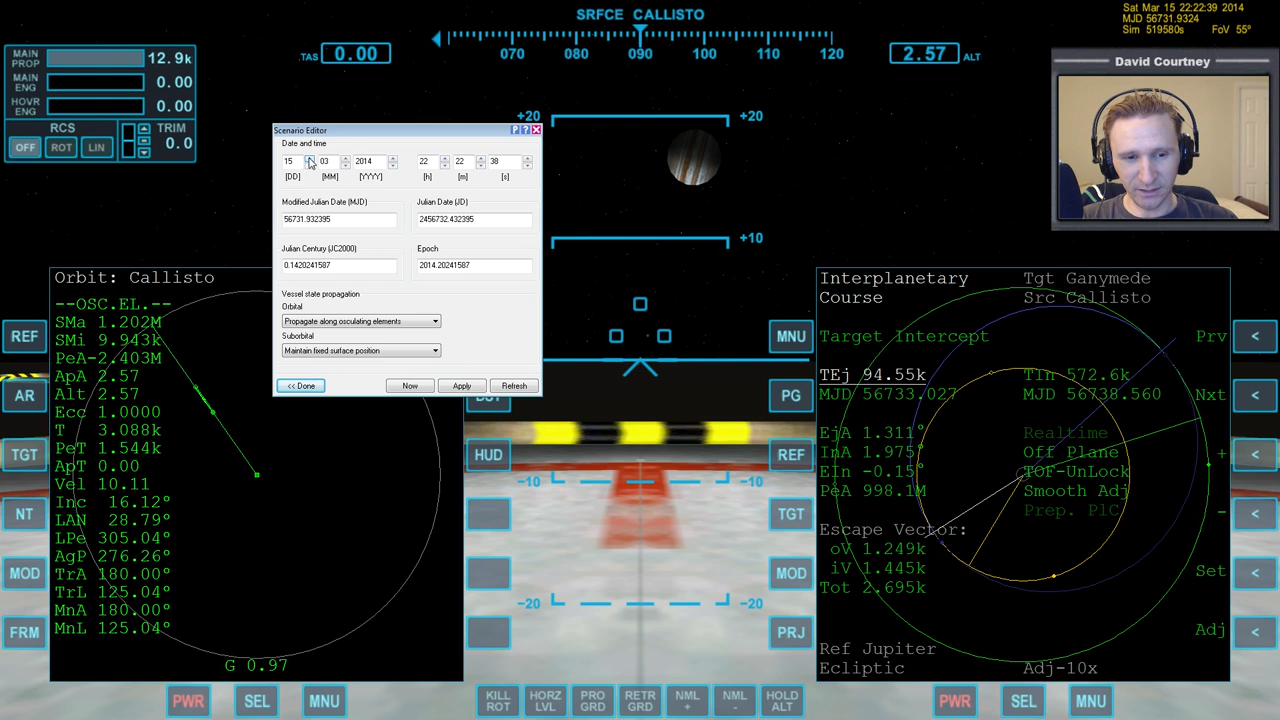 SRFCE CALLISTO
Sat Mar 15 22:22:39 2014
MJD 56731.9324
Sim 519580s FoV 55°
David Courtney
MAIN PROP 12.9k
MAIN ENG 0.00
HOVR ENG 0.00
RCS
OFF ROT LIN
TRIM 0.0
TAS 0.00
070 080 090 100 110 120
2.57 ALT
+20 +20
+10
-10 -10
-20 -20
Scenario Editor
Date and time
15 03 2014 22 22 38
[DD] [MM] [YYYY] [h] [m] [s]
Modified Julian Date (MJD) Julian Date (JD)
56731.932395 2456732.432395
Julian Century (JC2000) Epoch
0.1420241587 2014.20241587
Vessel state propagation
Orbital
Propagate along osculating elements
Suborbital
Maintain fixed surface position
<< Done Now Apply Refresh
Orbit: Callisto
--OSC.EL.--
SMa 1.202M
SMi 9.943k
PeA-2.403M
ApA 2.57
Alt 2.57
Ecc 1.0000
T 3.088k
PeT 1.544k
ApT 0.00
Vel 10.11
Inc 16.12°
LAN 28.79°
LPe 305.04°
AgP 276.26°
TrA 180.00°
TrL 125.04°
MnA 180.00°
MnL 125.04°
G 0.97
REF
AR
TGT
NT
MOD
FRM
PWR SEL MNU
HUD
MNU
PG
REF
TGT
MOD
PRJ
KILL ROT
HORZ LVL
PRO GRD
RETR GRD
NML +
NML -
HOLD ALT
Interplanetary Tgt Ganymede
Course Src Callisto
Target Intercept Prv
TEj 94.55k TIn 572.6k
MJD 56733.027 MJD 56738.560 Nxt
EjA 1.311° Realtime
InA 1.975° Off Plane +
EIn -0.15° TOF-UnLock
PeA 998.1M Smooth Adj
Prep. PlC -
Escape Vector:
oV 1.249k
iV 1.445k Set
Tot 2.695k
Adj
Ref Jupiter
Ecliptic Adj-10x
< < < < < <
PWR SEL MNU